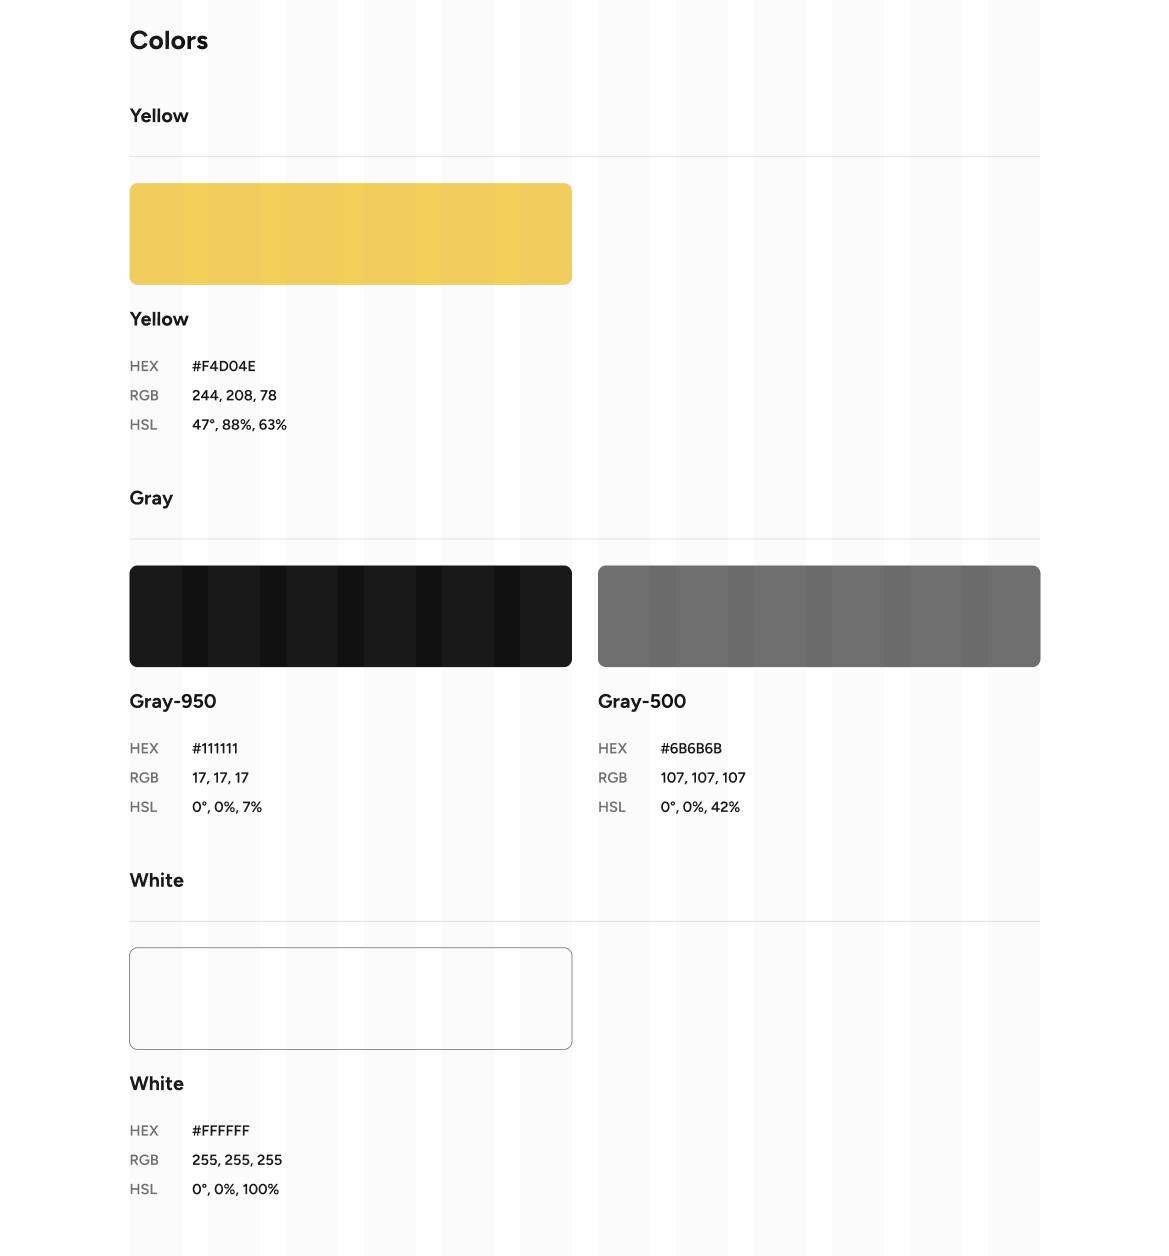 Colors
Yellow
Yellow
HEX #F4D04E
RGB 244, 208, 78
HSL 47°, 88%, 63%
Gray
Gray-950
HEX #111111
RGB 17, 17, 17
HSL 0°, 0%, 7%
Gray-500
HEX #6B6B6B
RGB 107, 107, 107
HSL 0°, 0%, 42%
White
White
HEX #FFFFFF
RGB 255, 255, 255
HSL 0°, 0%, 100%